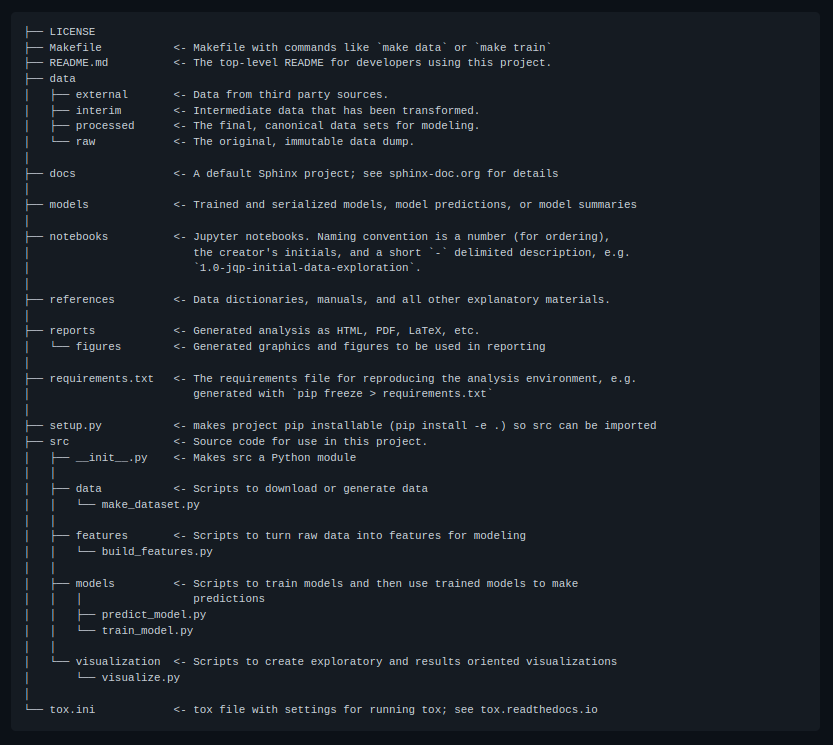 ├── LICENSE
├── Makefile           <- Makefile with commands like `make data` or `make train`
├── README.md          <- The top-level README for developers using this project.
├── data
│   ├── external       <- Data from third party sources.
│   ├── interim        <- Intermediate data that has been transformed.
│   ├── processed      <- The final, canonical data sets for modeling.
│   └── raw            <- The original, immutable data dump.
│
├── docs               <- A default Sphinx project; see sphinx-doc.org for details
│
├── models             <- Trained and serialized models, model predictions, or model summaries
│
├── notebooks          <- Jupyter notebooks. Naming convention is a number (for ordering),
│                         the creator's initials, and a short `-` delimited description, e.g.
│                         `1.0-jqp-initial-data-exploration`.
│
├── references         <- Data dictionaries, manuals, and all other explanatory materials.
│
├── reports            <- Generated analysis as HTML, PDF, LaTeX, etc.
│   └── figures        <- Generated graphics and figures to be used in reporting
│
├── requirements.txt   <- The requirements file for reproducing the analysis environment, e.g.
│                         generated with `pip freeze > requirements.txt`
│
├── setup.py           <- makes project pip installable (pip install -e .) so src can be imported
├── src                <- Source code for use in this project.
│   ├── __init__.py    <- Makes src a Python module
│   │
│   ├── data           <- Scripts to download or generate data
│   │   └── make_dataset.py
│   │
│   ├── features       <- Scripts to turn raw data into features for modeling
│   │   └── build_features.py
│   │
│   ├── models         <- Scripts to train models and then use trained models to make
│   │   │                 predictions
│   │   ├── predict_model.py
│   │   └── train_model.py
│   │
│   └── visualization  <- Scripts to create exploratory and results oriented visualizations
│       └── visualize.py
│
└── tox.ini            <- tox file with settings for running tox; see tox.readthedocs.io